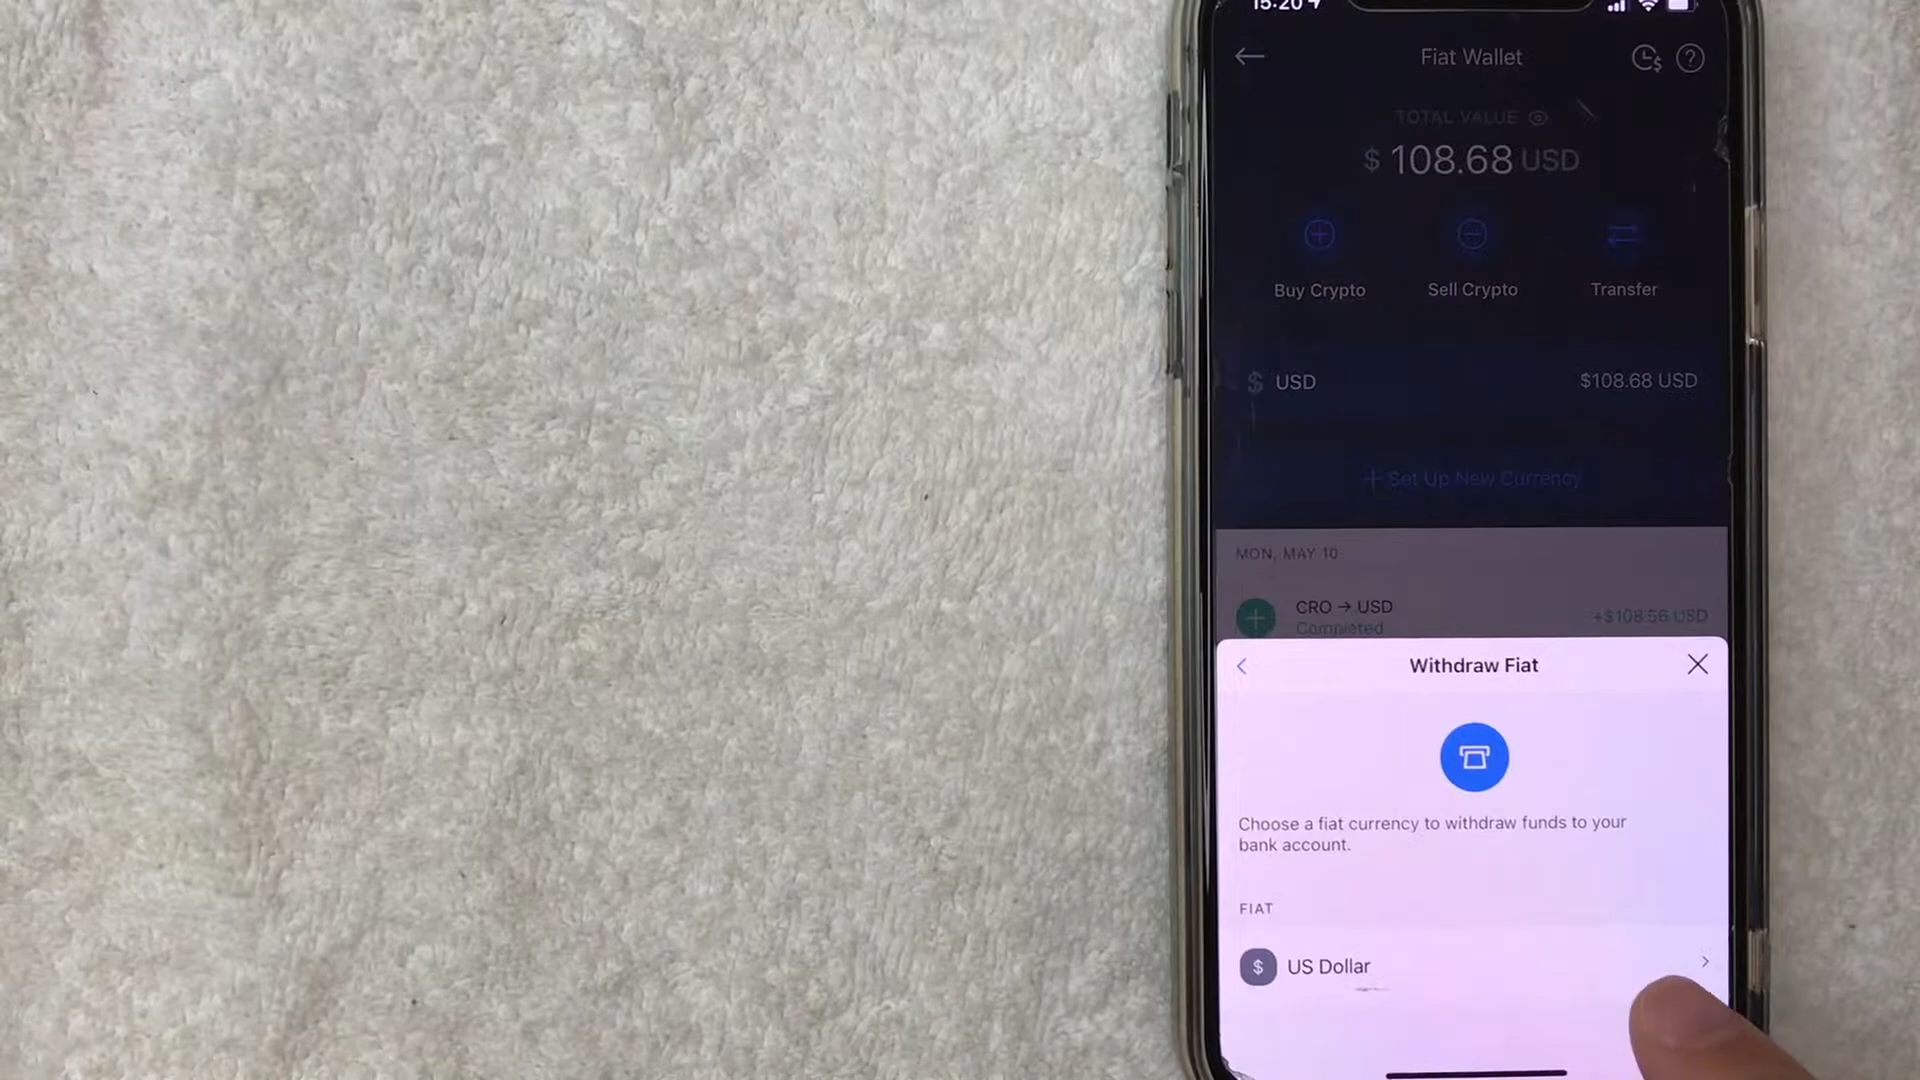 15:20
Fiat Wallet
TOTAL VALUE
$ 108.68 USD
Buy Crypto
Sell Crypto
Transfer
$ USD
$108.68 USD
+ Set Up New Currency
MON, MAY 10
CRO → USD
+$108.56 USD
Completed
Withdraw Fiat
Choose a fiat currency to withdraw funds to your
bank account.
FIAT
$ US Dollar